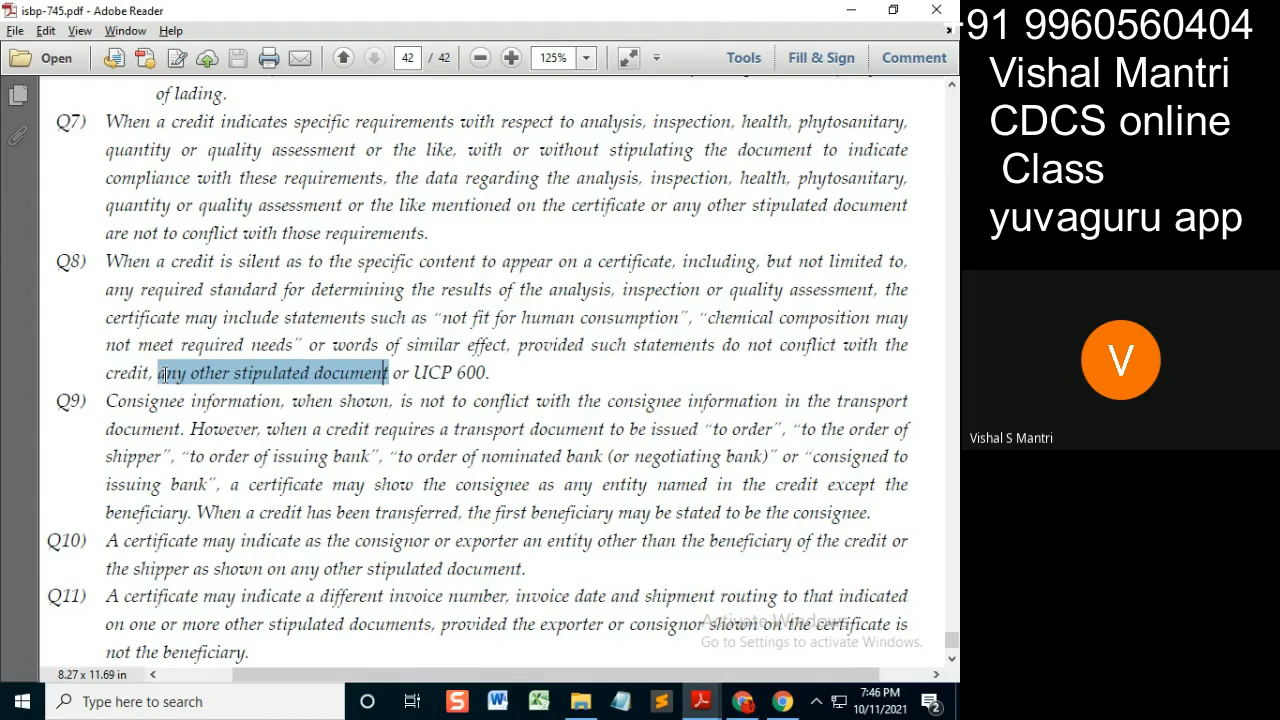 isbp-745.pdf - Adobe Reader
File Edit View Window Help
Open 42 / 42 125% Tools Fill & Sign Comment
of lading.
Q7) When a credit indicates specific requirements with respect to analysis, inspection, health, phytosanitary,
quantity or quality assessment or the like, with or without stipulating the document to indicate
compliance with these requirements, the data regarding the analysis, inspection, health, phytosanitary,
quantity or quality assessment or the like mentioned on the certificate or any other stipulated document
are not to conflict with those requirements.
Q8) When a credit is silent as to the specific content to appear on a certificate, including, but not limited to,
any required standard for determining the results of the analysis, inspection or quality assessment, the
certificate may include statements such as “not fit for human consumption”, “chemical composition may
not meet required needs” or words of similar effect, provided such statements do not conflict with the
credit, any other stipulated document or UCP 600.
Q9) Consignee information, when shown, is not to conflict with the consignee information in the transport
document. However, when a credit requires a transport document to be issued “to order”, “to the order of
shipper”, “to order of issuing bank”, “to order of nominated bank (or negotiating bank)” or “consigned to
issuing bank”, a certificate may show the consignee as any entity named in the credit except the
beneficiary. When a credit has been transferred, the first beneficiary may be stated to be the consignee.
Q10) A certificate may indicate as the consignor or exporter an entity other than the beneficiary of the credit or
the shipper as shown on any other stipulated document.
Q11) A certificate may indicate a different invoice number, invoice date and shipment routing to that indicated
on one or more other stipulated documents, provided the exporter or consignor shown on the certificate is
not the beneficiary.
Activate Windows
Go to Settings to activate Windows.
8.27 x 11.69 in
Type here to search
7:46 PM
10/11/2021
2
+91 9960560404
Vishal Mantri
CDCS online
Class
yuvaguru app
V
Vishal S Mantri